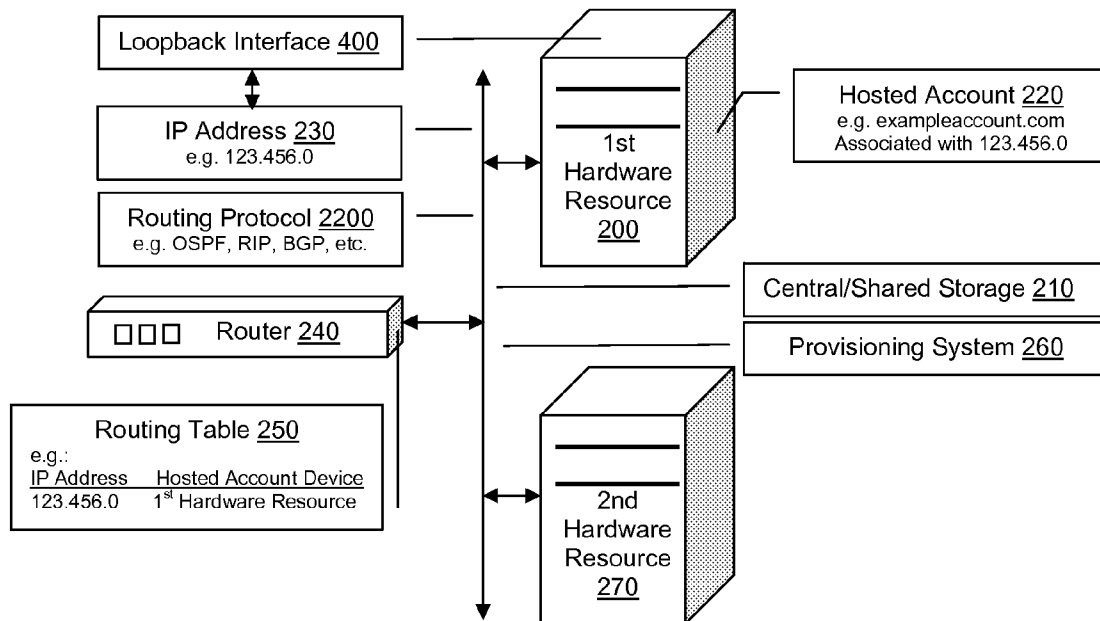 Loopback Interface 400
IP Address 230
e.g. 123.456.0
Routing Protocol 2200
e.g. OSPF, RIP, BGP, etc.
Router 240
Routing Table 250
e.g.:
IP Address Hosted Account Device
123.456.0 1st Hardware Resource
1st
Hardware
Resource
200
Hosted Account 220
e.g. exampleaccount.com
Associated with 123.456.0
Central/Shared Storage 210
Provisioning System 260
2nd
Hardware
Resource
270